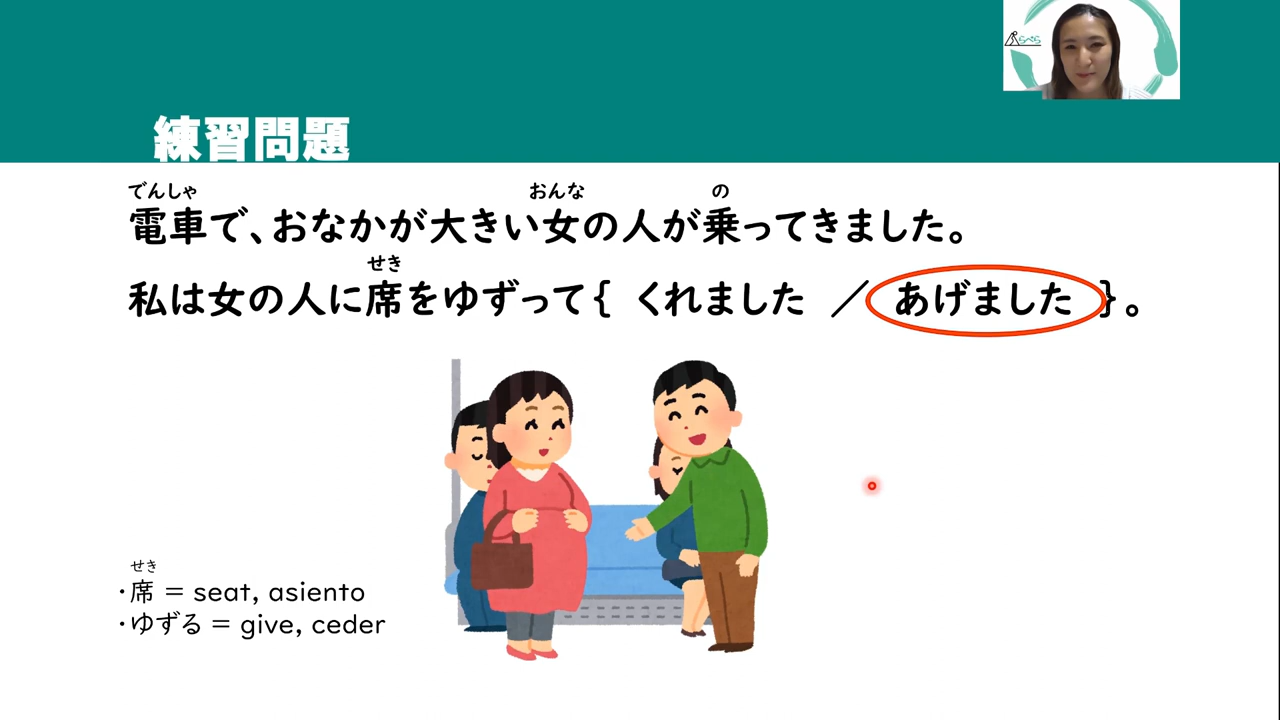 らぺら
練習問題
でんしゃ おんな の
電車で、おなかが大きい女の人が乗ってきました。
せき
私は女の人に席をゆずって{ くれました ／ あげました }。
せき
・席 = seat, asiento
・ゆずる = give, ceder